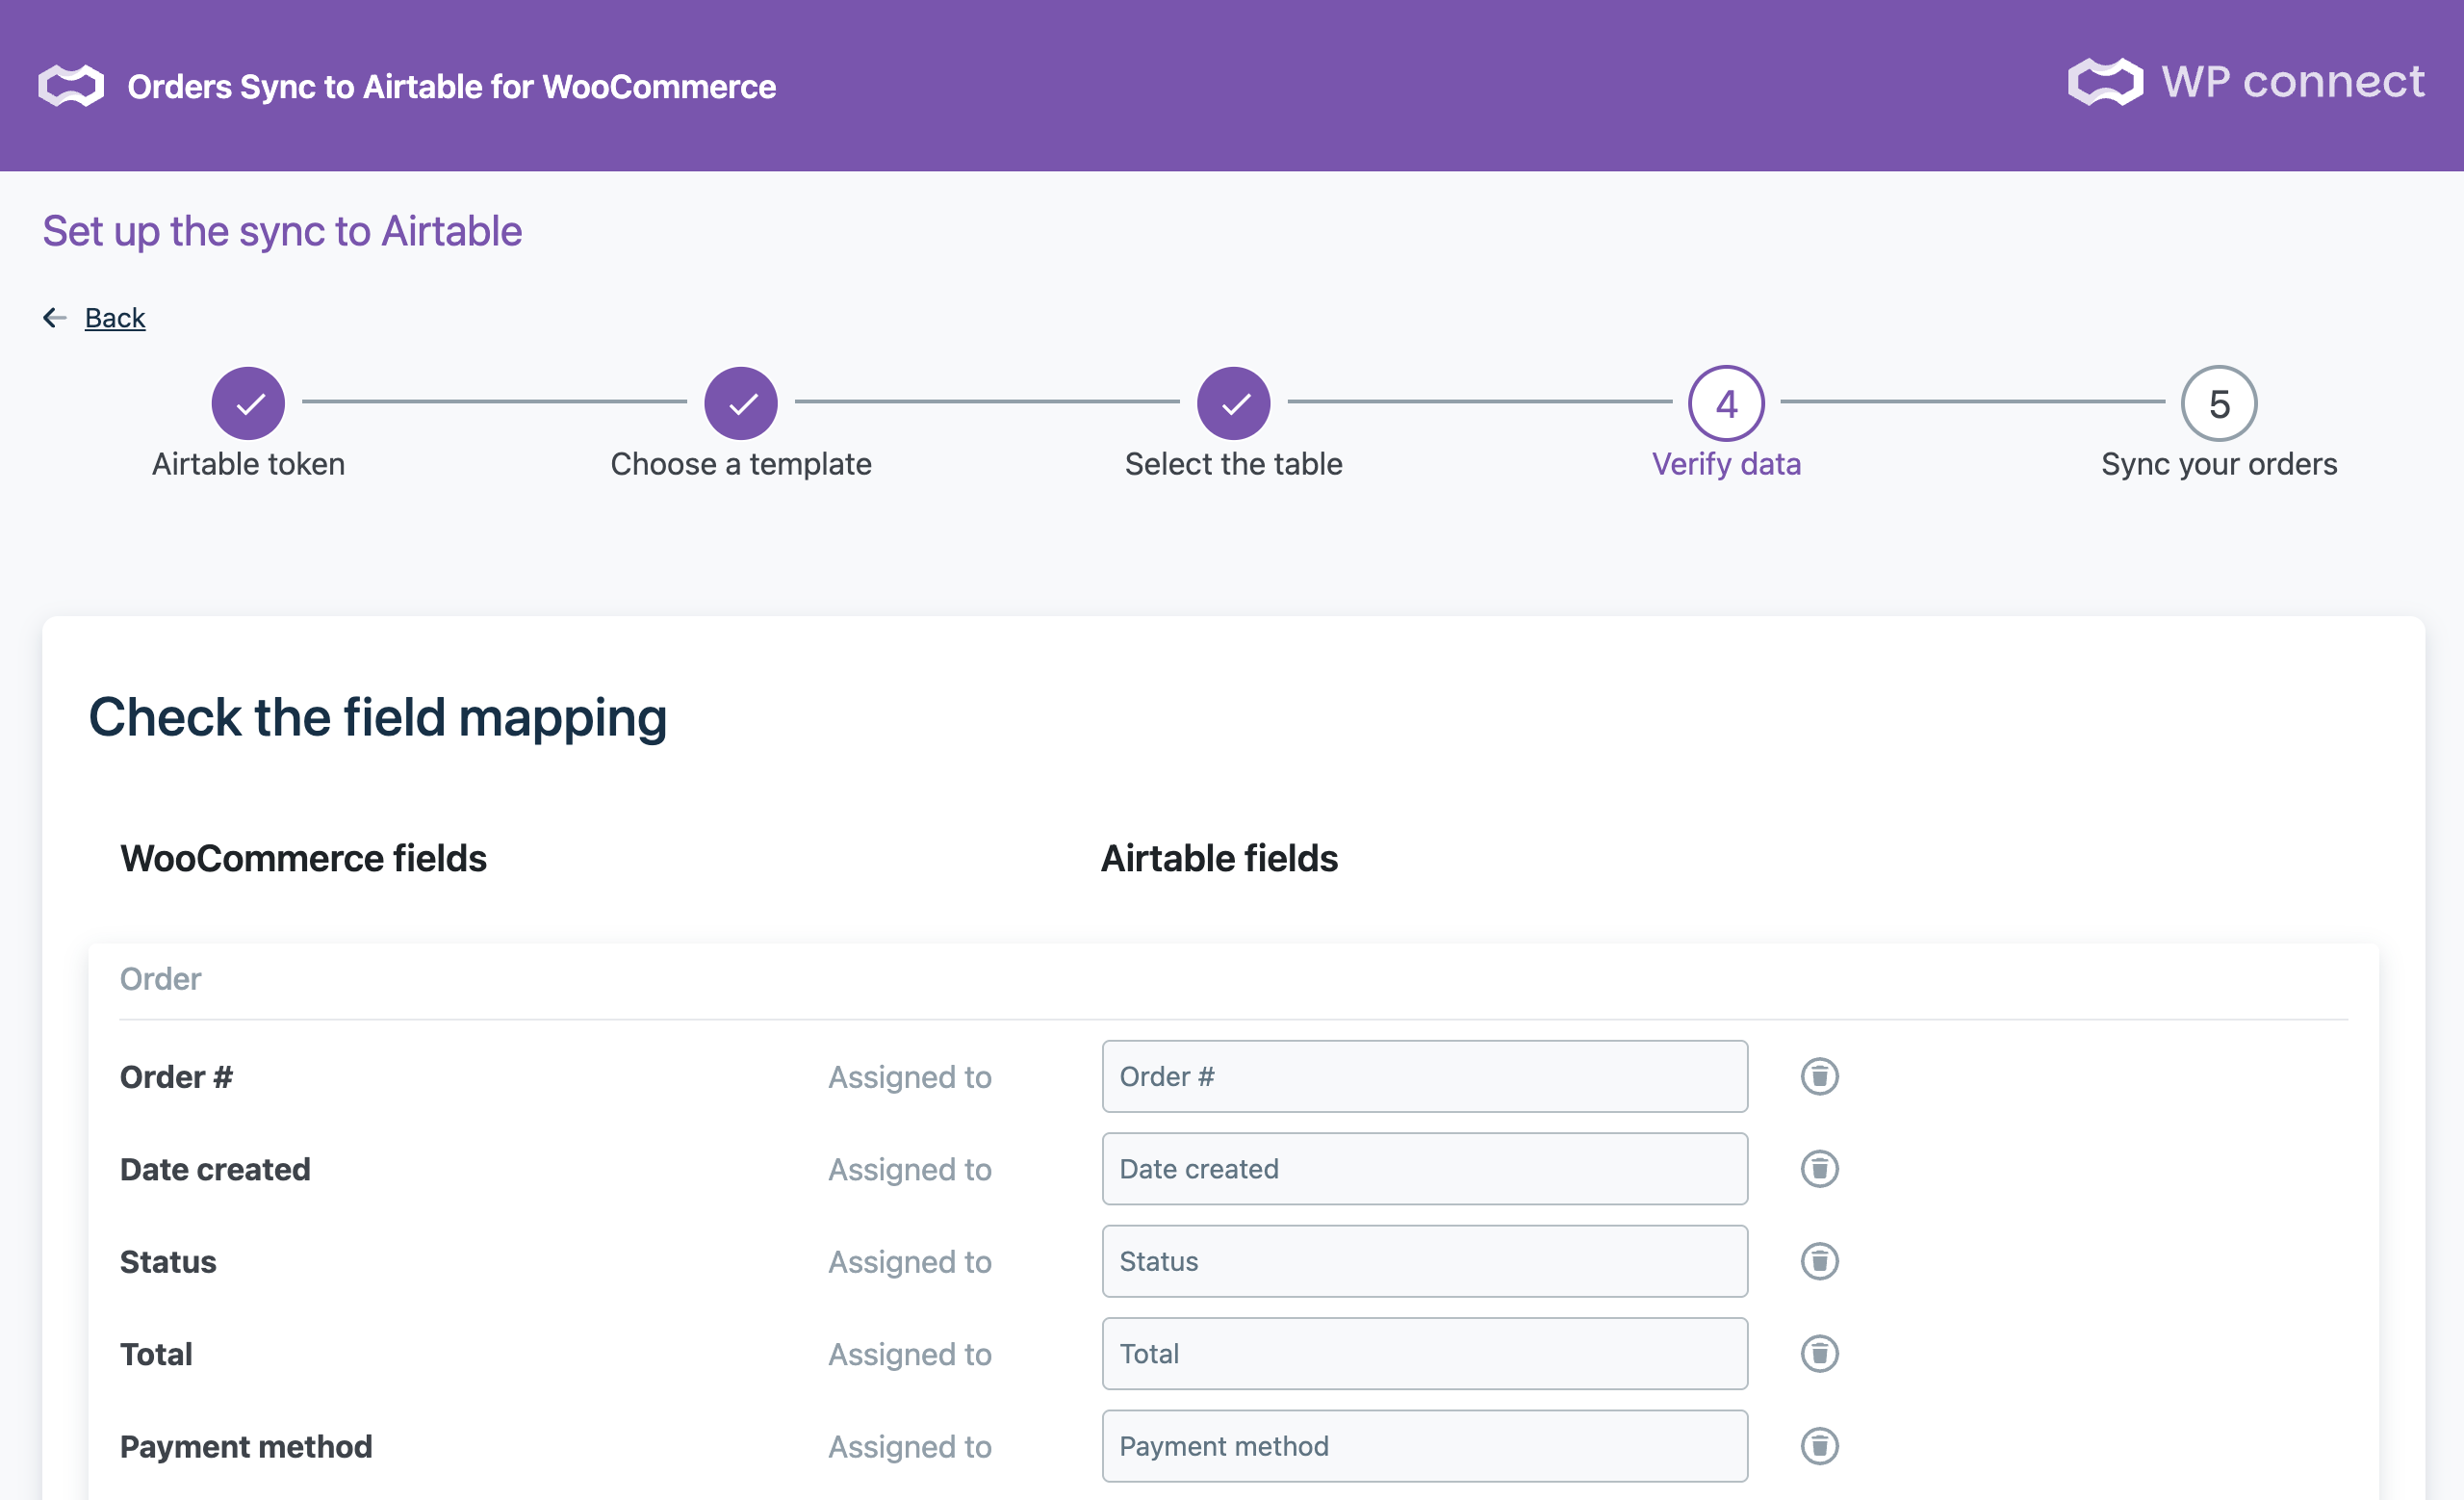 Orders Sync to Airtable for WooCommerce
WP connect
Set up the sync to Airtable
Back
4
5
Airtable token
Choose a template
Select the table
Verify data
Sync your orders
Check the field mapping
WooCommerce fields
Airtable fields
Order
Order # Assigned to Order #
Date created Assigned to Date created
Status Assigned to Status
Total Assigned to Total
Payment method Assigned to Payment method